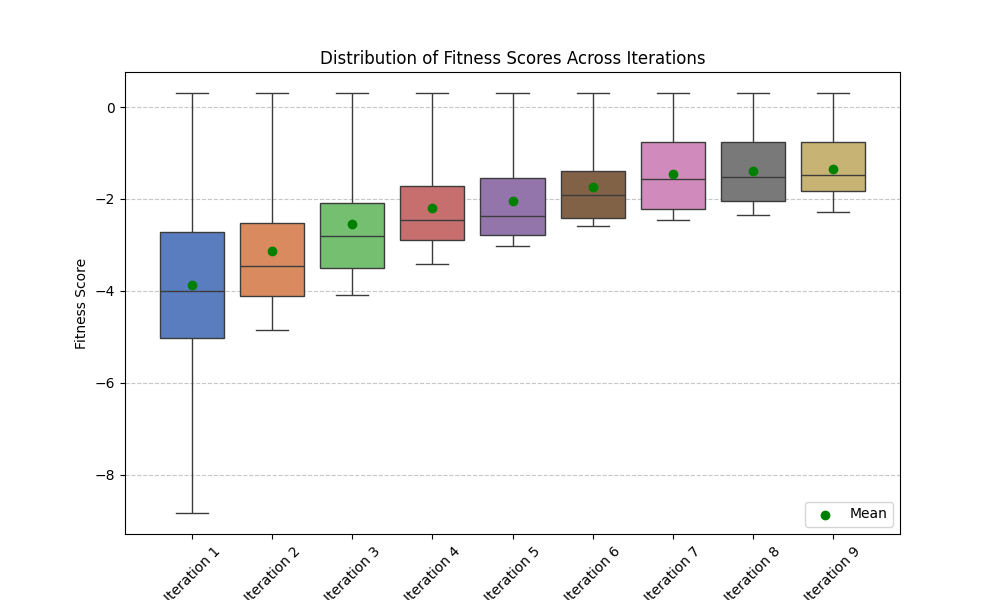 Distribution of Fitness Scores Across Iterations
Fitness Score
0
−2
−4
−6
−8
Mean
Iteration 1
Iteration 2
Iteration 3
Iteration 4
Iteration 5
Iteration 6
Iteration 7
Iteration 8
Iteration 9